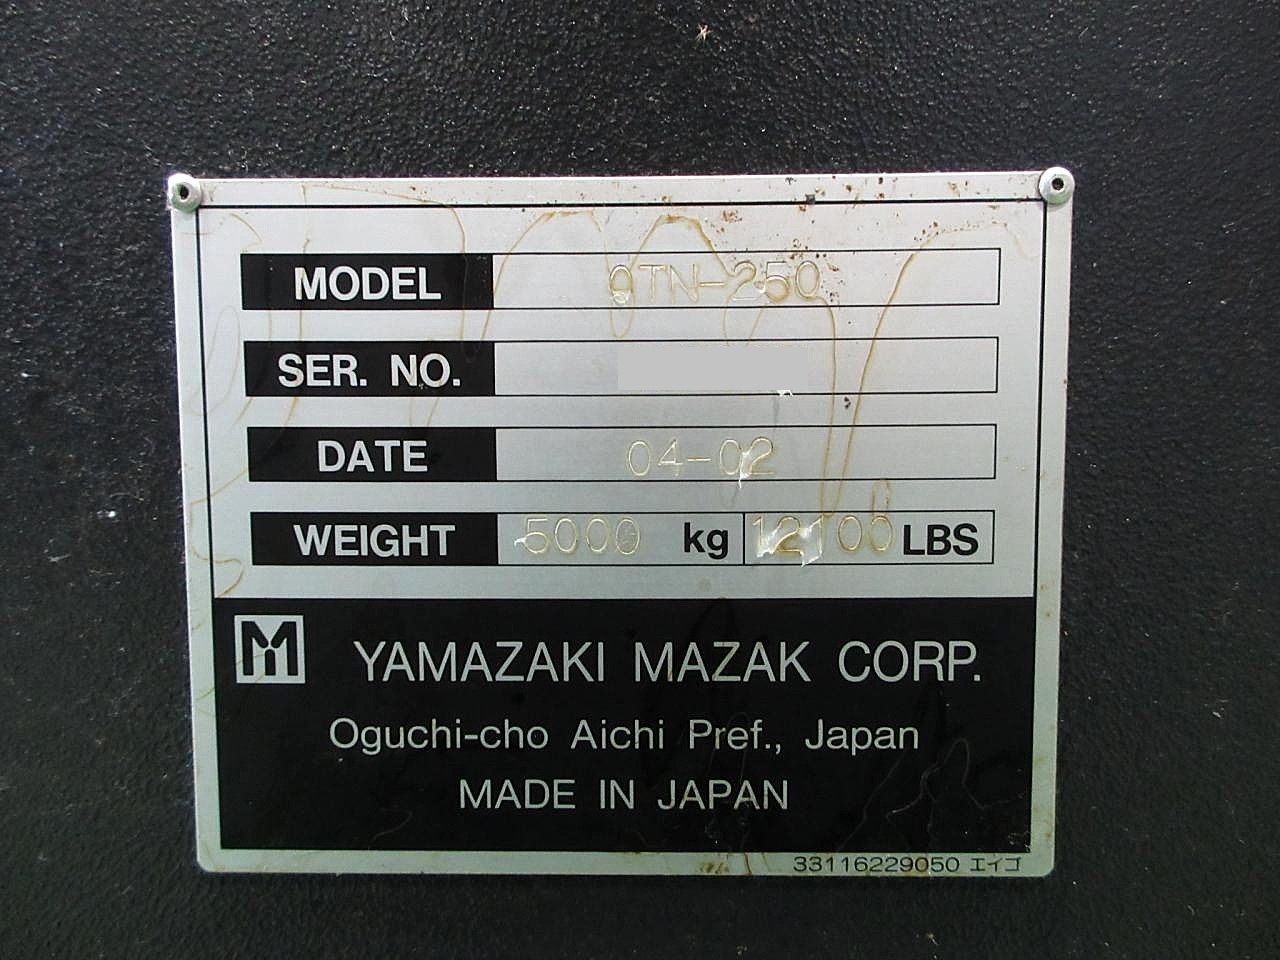 MODEL QTN-250
SER. NO.
DATE 04-02
WEIGHT 5000 kg 12100 LBS
M YAMAZAKI MAZAK CORP.
Oguchi-cho Aichi Pref., Japan
MADE IN JAPAN
33116229050 エイゴ